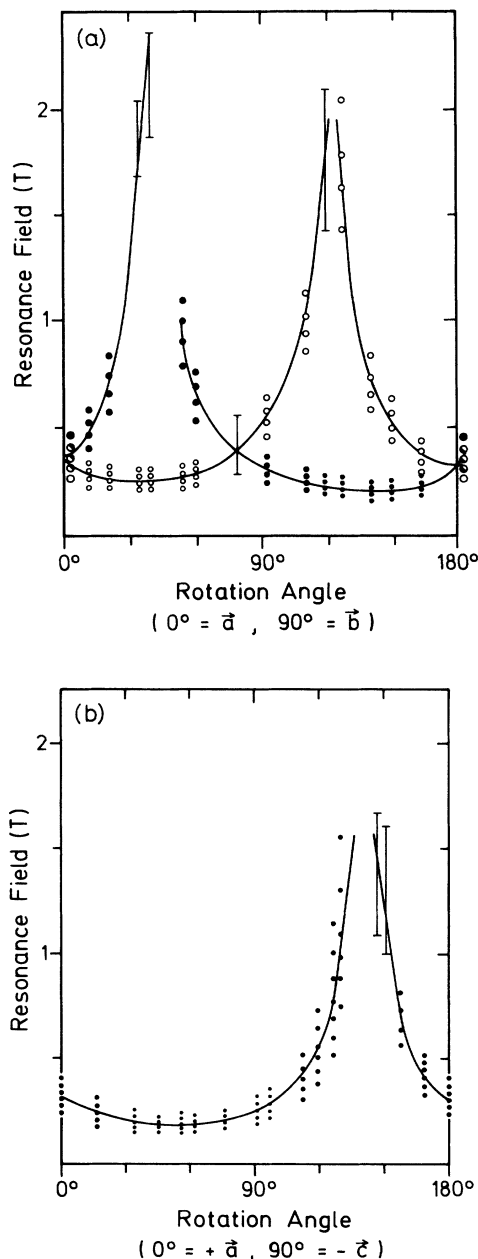 (a)
2
1
Resonance Field (T)
0° 90° 180°
Rotation Angle
( 0° = a⃗ , 90° = b⃗ )
(b)
2
1
Resonance Field (T)
0° 90° 180°
Rotation Angle
( 0° = + a⃗ , 90° = - c⃗ )